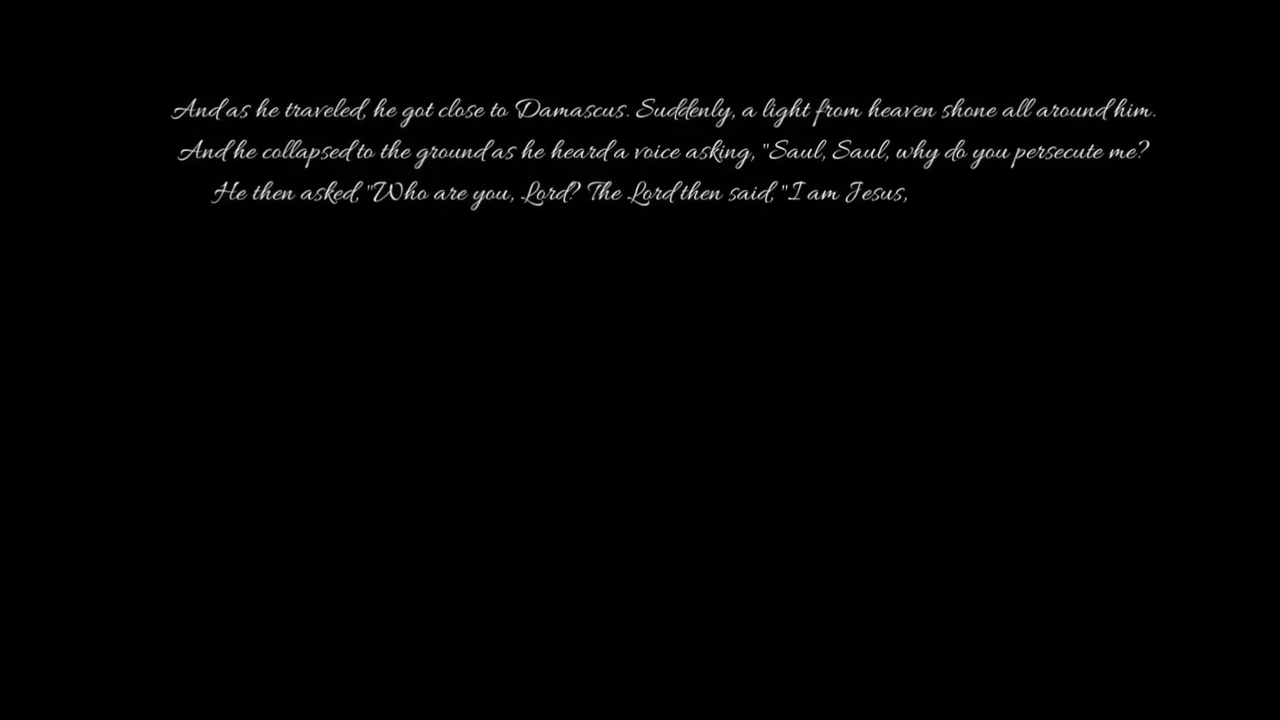 And as he traveled, he got close to Damascus. Suddenly, a light from heaven shone all around him.
And he collapsed to the ground as he heard a voice asking, "Saul, Saul, why do you persecute me?
He then asked, "Who are you, Lord? The Lord then said, "I am Jesus,